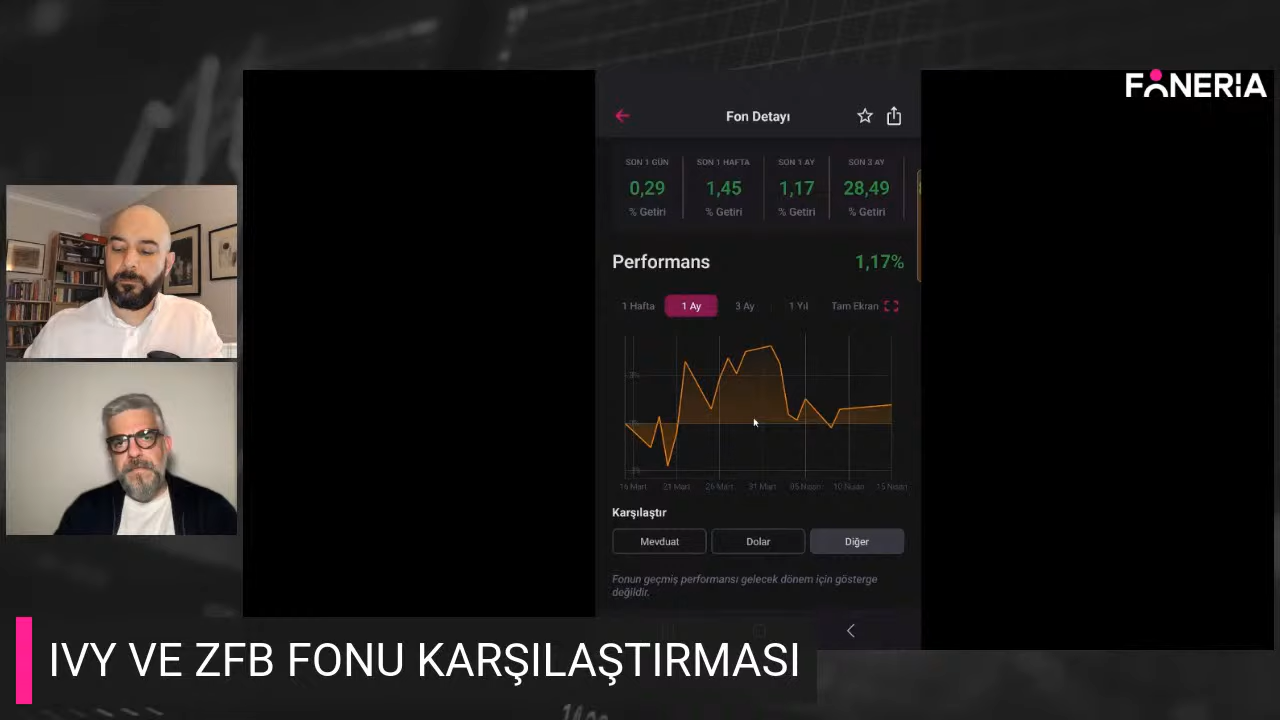 FONERIA
Fon Detayı
SON 1 GÜN SON 1 HAFTA SON 1 AY SON 3 AY
0,29 1,45 1,17 28,49
% Getiri % Getiri % Getiri % Getiri
Performans 1,17%
1 Hafta 1 Ay 3 Ay 1 Yıl Tam Ekran
16 Mart 21 Mart 26 Mart 31 Mart 05 Nisan 10 Nisan 15 Nisan
Karşılaştır
Mevduat Dolar Diğer
Fonun geçmiş performansı gelecek dönem için gösterge
değildir.
IVY VE ZFB FONU KARŞILAŞTIRMASI